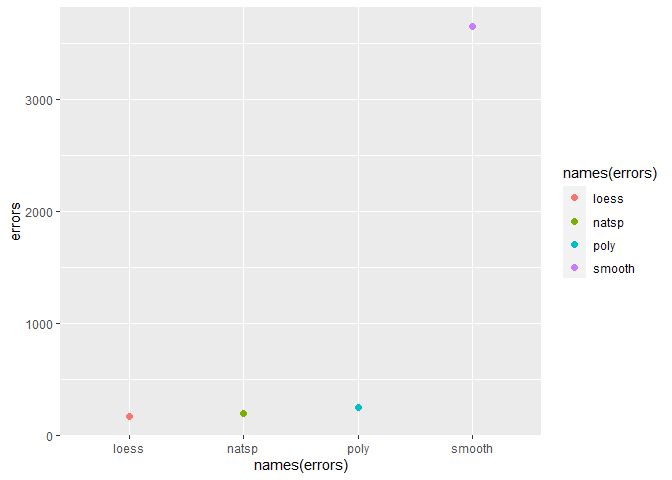 errors
3000
2000
1000
0
loess natsp poly smooth
names(errors)
names(errors)
loess
natsp
poly
smooth